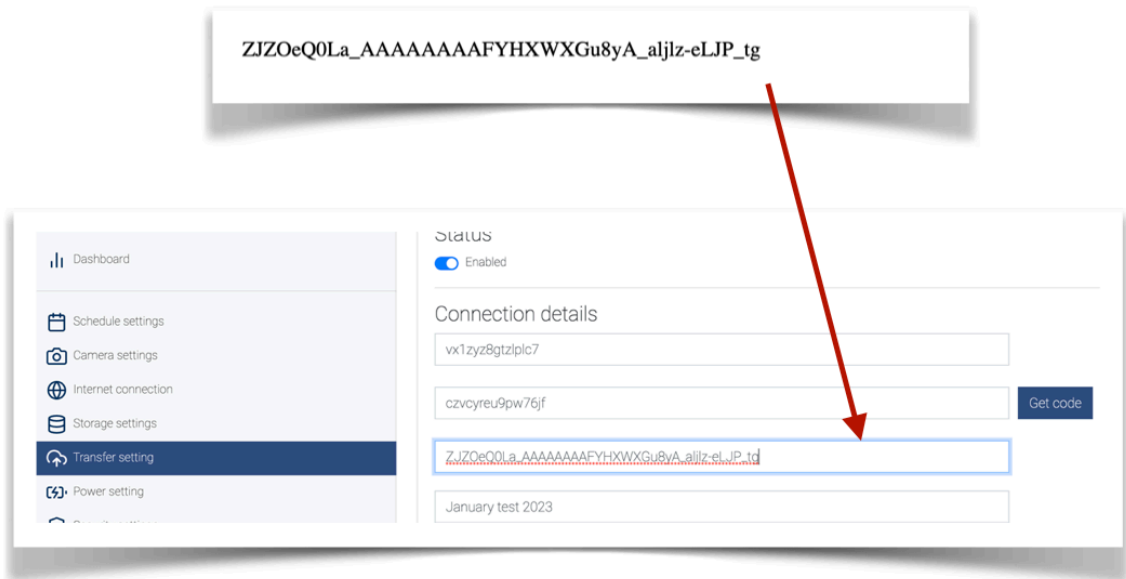 ZJZOeQ0La_AAAAAAAAFYHXWXGu8yA_aljlz-eLJP_tg
Status
Dashboard
Enabled
Connection details
Schedule settings
vx1zyz8gtzlplc7
Camera settings
Internet connection
czvcyreu9pw76jf
Get code
Storage settings
Transfer setting
ZJZOeQ0La_AAAAAAAAFYHXWXGu8yA_aljlz-eLJP_tg
Power setting
January test 2023